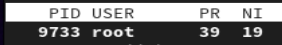 PID USER PR NI
9733 root 39 19